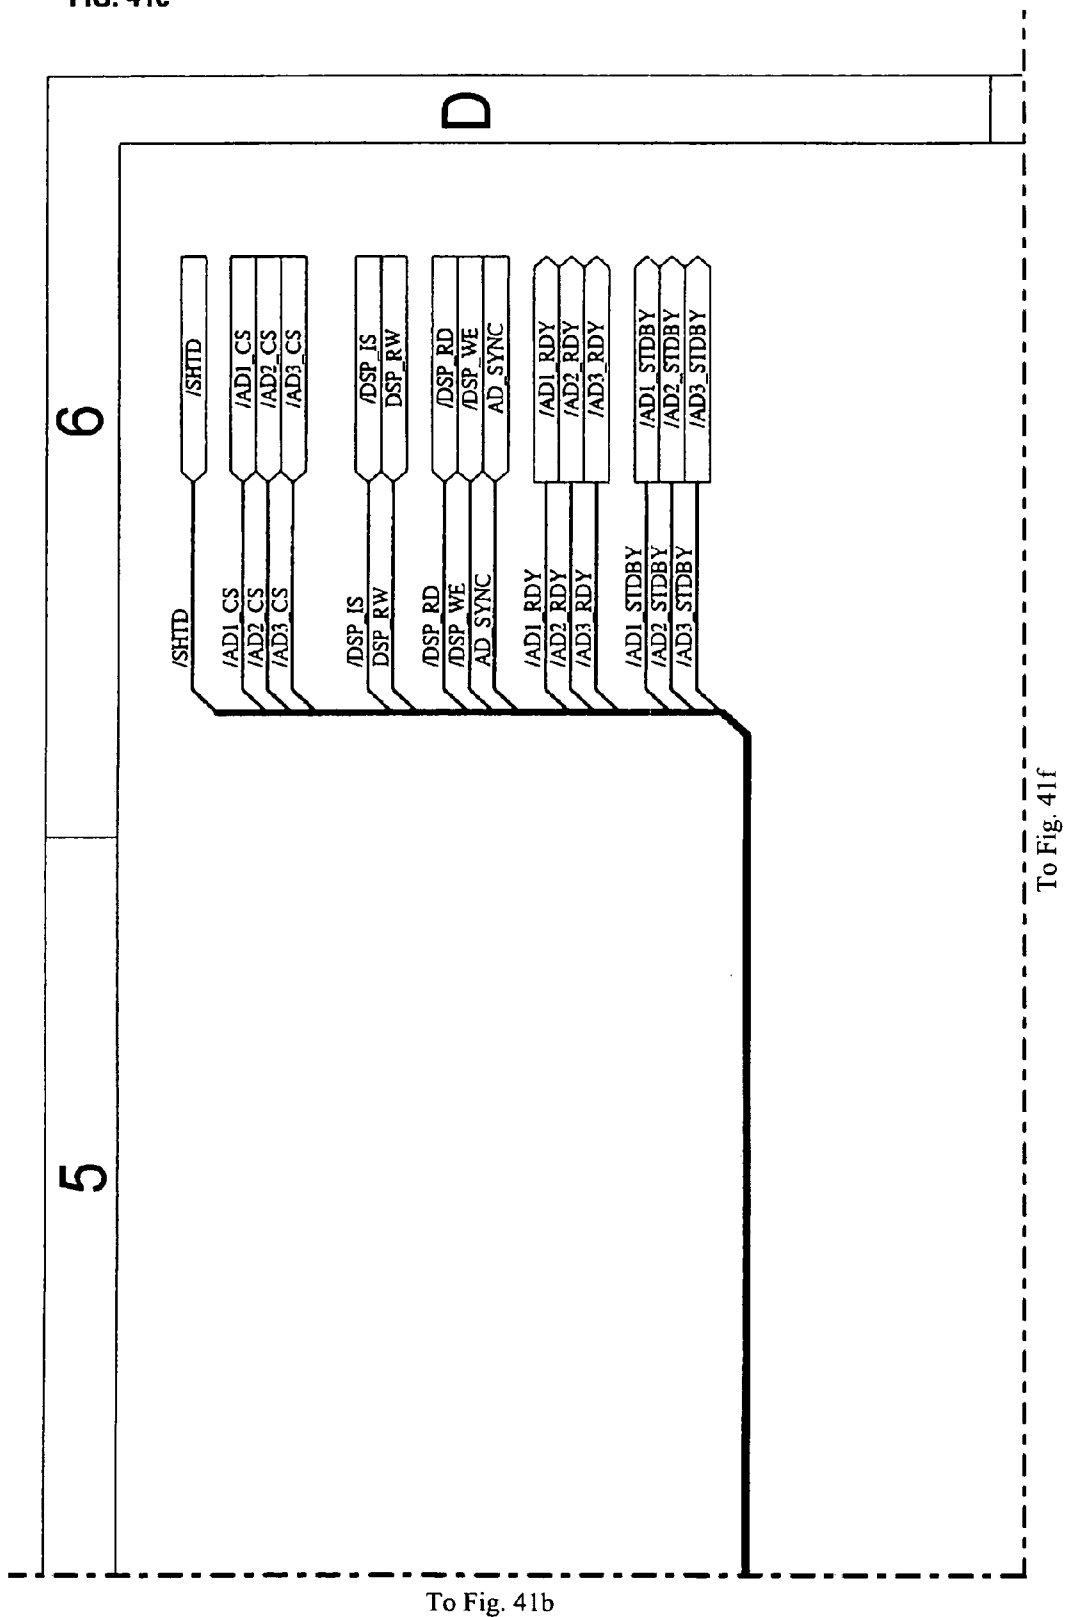 FIG. 41c
D
6
5
/SHTD
/SHTD
/AD1_CS
/AD1_CS
/AD2_CS
/AD2_CS
/AD3_CS
/AD3_CS
/DSP_IS
/DSP_IS
DSP_RW
DSP_RW
/DSP_RD
/DSP_RD
/DSP_WE
/DSP_WE
AD_SYNC
AD_SYNC
/AD1_RDY
/AD1_RDY
/AD2_RDY
/AD2_RDY
/AD3_RDY
/AD3_RDY
/AD1_STDBY
/AD1_STDBY
/AD2_STDBY
/AD2_STDBY
/AD3_STDBY
/AD3_STDBY
To Fig. 41f
To Fig. 41b